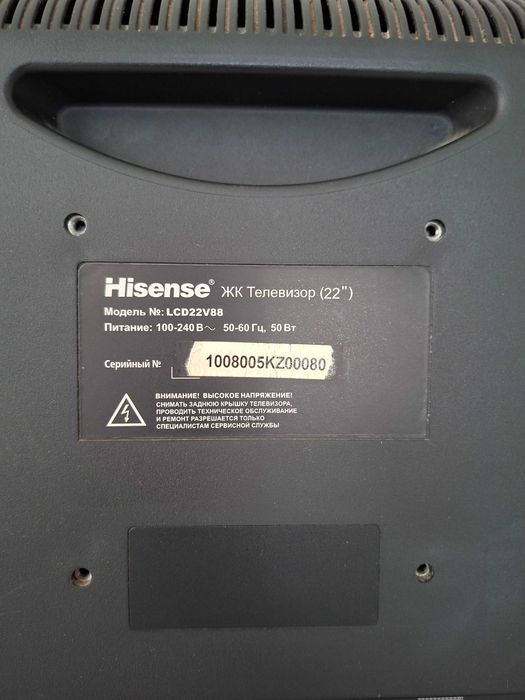 Hisense® ЖК Телевизор (22")
Модель №: LCD22V88
Питание: 100-240 В～ 50-60 Гц, 50 Вт
Серийный № 1008005KZ00080
ВНИМАНИЕ! ВЫСОКОЕ НАПРЯЖЕНИЕ!
СНИМАТЬ ЗАДНЮЮ КРЫШКУ ТЕЛЕВИЗОРА,
ПРОВОДИТЬ ТЕХНИЧЕСКОЕ ОБСЛУЖИВАНИЕ
И РЕМОНТ РАЗРЕШАЕТСЯ ТОЛЬКО
СПЕЦИАЛИСТАМ СЕРВИСНОЙ СЛУЖБЫ